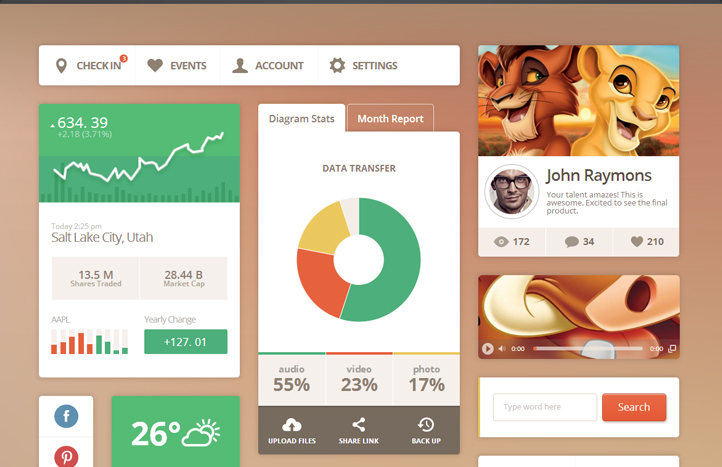 CHECK IN 3
EVENTS
ACCOUNT
SETTINGS
634. 39
+2.18 (3,71%)
Today 2:25 pm
Salt Lake City, Utah
13.5 M
Shares Traded
28.44 B
Market Cap
AAPL
Yearly Change
+127. 01
26°
Diagram Stats
Month Report
DATA TRANSFER
audio
55%
video
23%
photo
17%
UPLOAD FILES
SHARE LINK
BACK UP
John Raymons
Your talent amazes! This is
awesome. Excited to see the final
product.
172
34
210
0:00
0:00
Type word here
Search